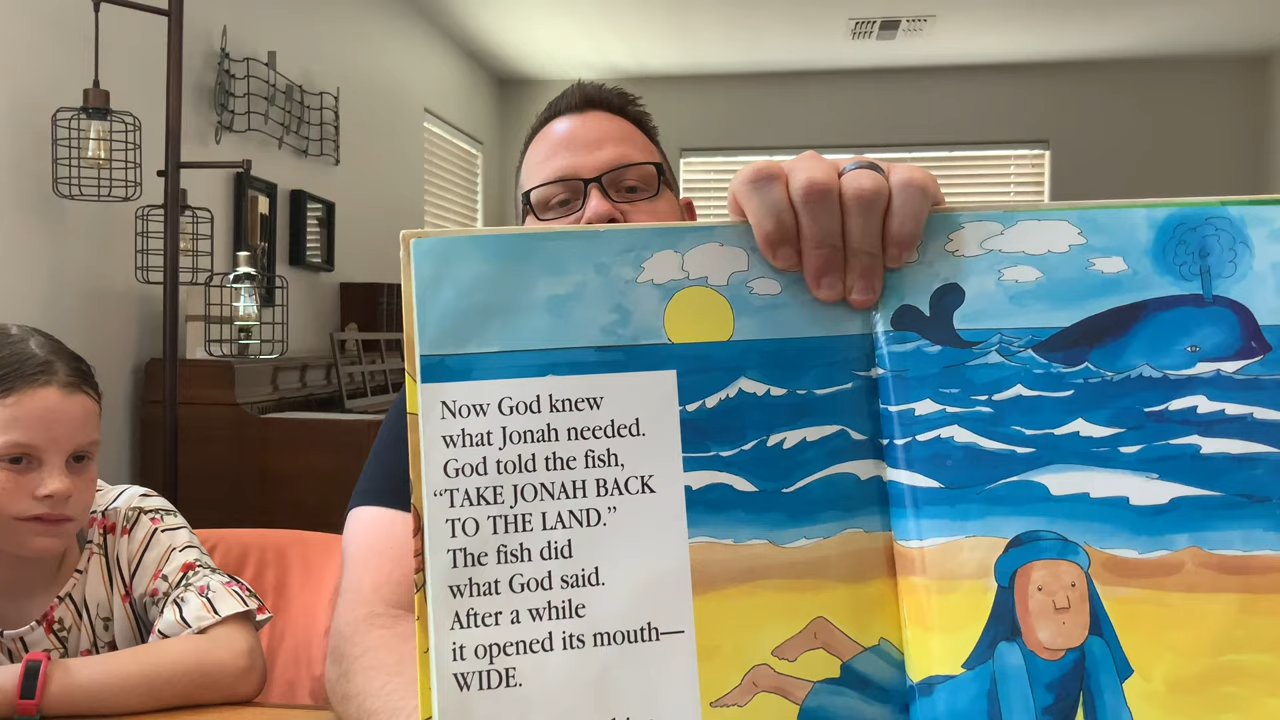 Now God knew
what Jonah needed.
God told the fish,
“TAKE JONAH BACK
TO THE LAND.”
The fish did
what God said.
After a while
it opened its mouth—
WIDE.